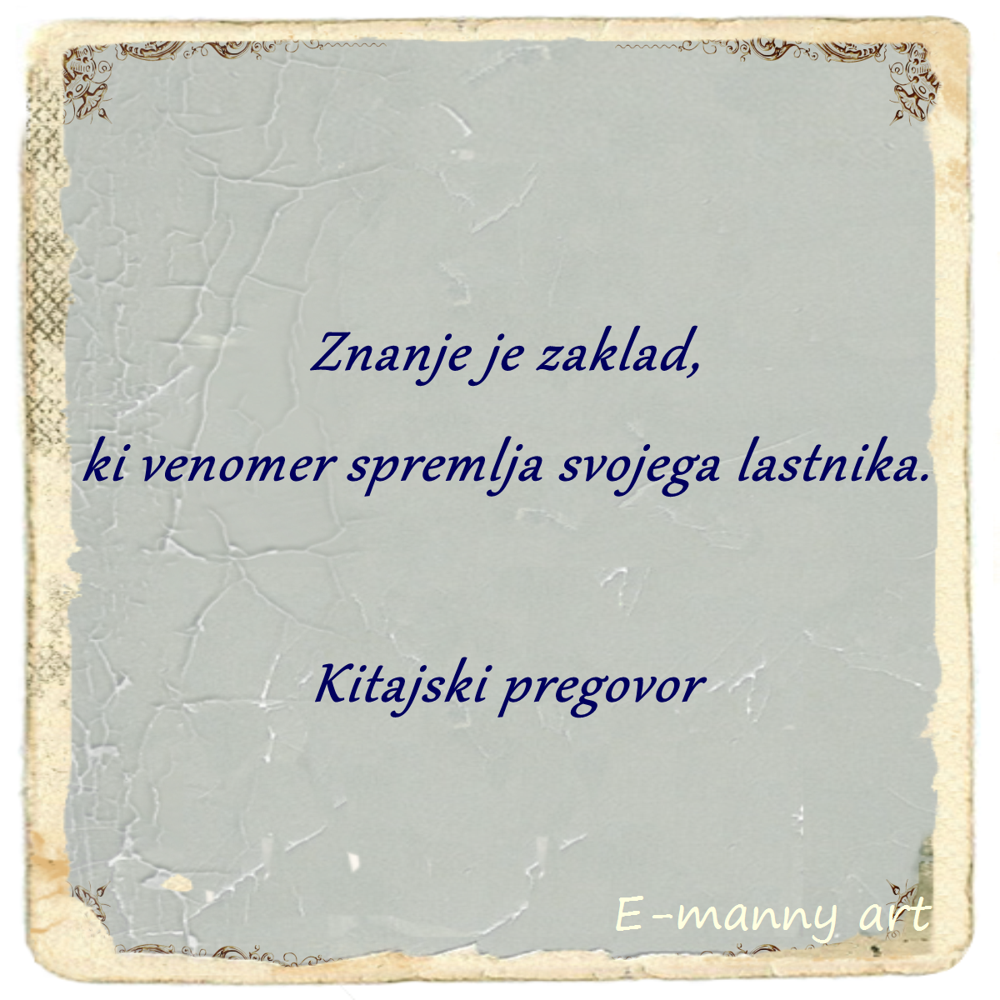 Znanje je zaklad,
ki venomer spremlja svojega lastnika.
Kitajski pregovor
E-manny art